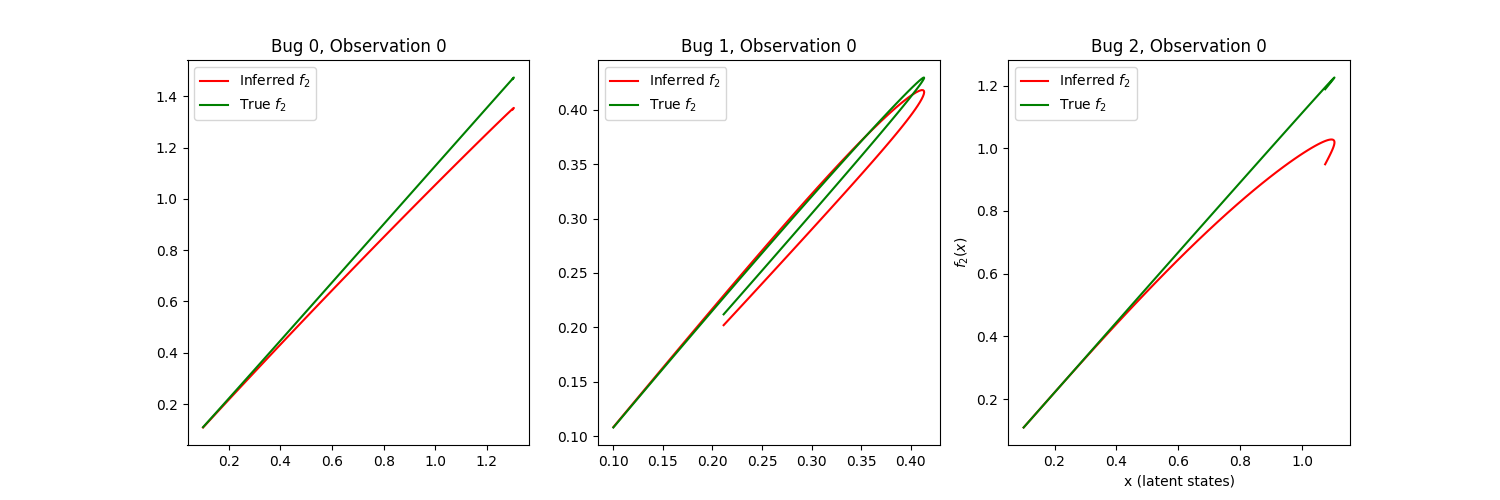 Bug 0, Observation 0
Inferred f₂
True f₂
1.4
1.2
1.0
0.8
0.6
0.4
0.2
0.2 0.4 0.6 0.8 1.0 1.2
Bug 1, Observation 0
Inferred f₂
True f₂
0.40
0.35
0.30
0.25
0.20
0.15
0.10
0.10 0.15 0.20 0.25 0.30 0.35 0.40
Bug 2, Observation 0
Inferred f₂
True f₂
f₂(x)
1.2
1.0
0.8
0.6
0.4
0.2
0.2 0.4 0.6 0.8 1.0
x (latent states)